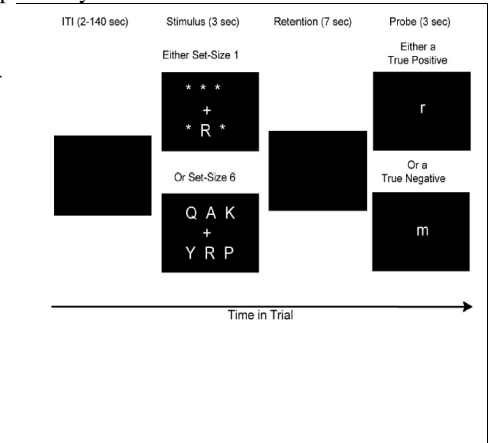 ITI (2-140 sec)
Stimulus (3 sec)
Retention (7 sec)
Probe (3 sec)
Either Set-Size 1
* * *
+
* R *
Or Set-Size 6
Q A K
+
Y R P
Either a
True Positive
r
Or a
True Negative
m
Time in Trial